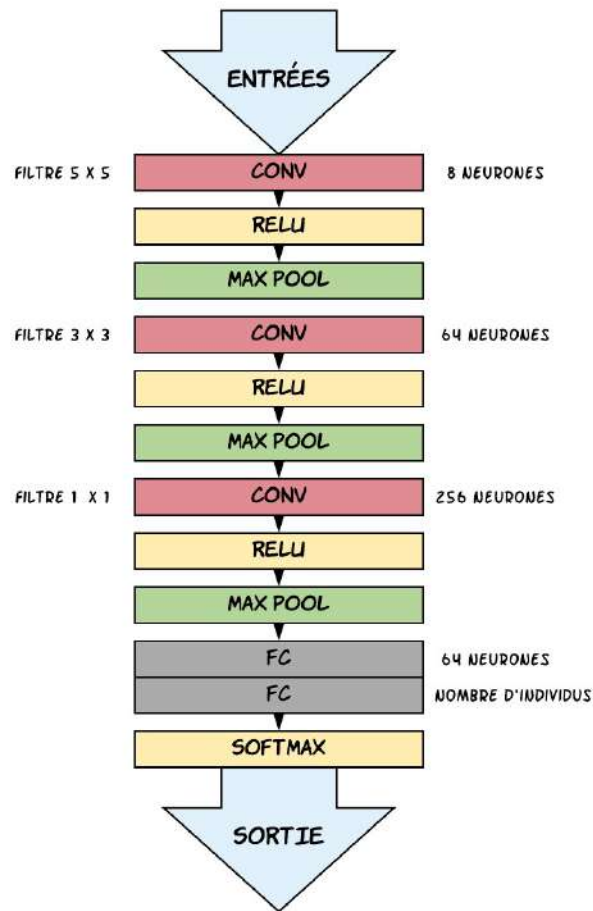 ENTRÉES
FILTRE 5 X 5 CONV 8 NEURONES
RELU
MAX POOL
FILTRE 3 X 3 CONV 64 NEURONES
RELU
MAX POOL
FILTRE 1 X 1 CONV 256 NEURONES
RELU
MAX POOL
FC 64 NEURONES
FC NOMBRE D'INDIVIDUS
SOFTMAX
SORTIE